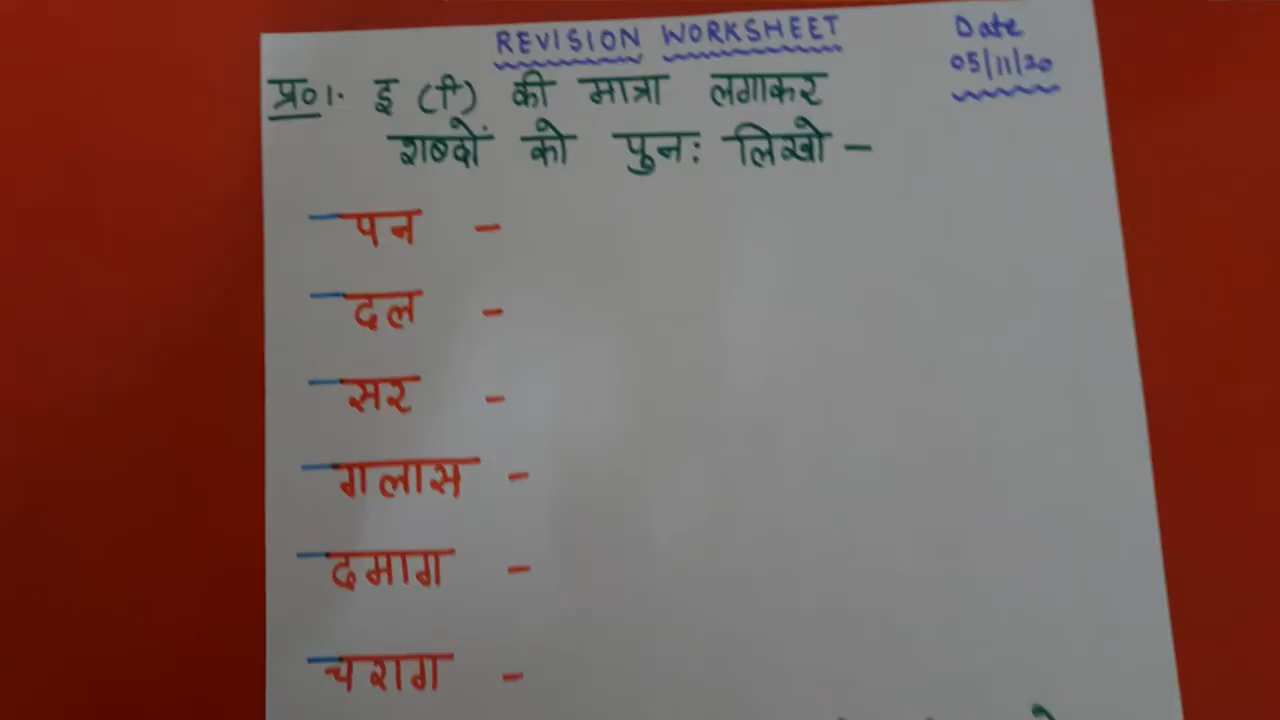 REVISION WORKSHEET
Date
05/11/20
प्र०1. इ (ि) की मात्रा लगाकर
शब्दों को पुनः लिखो –
पन -
दल -
सर -
गलास -
दमाग -
चराग -